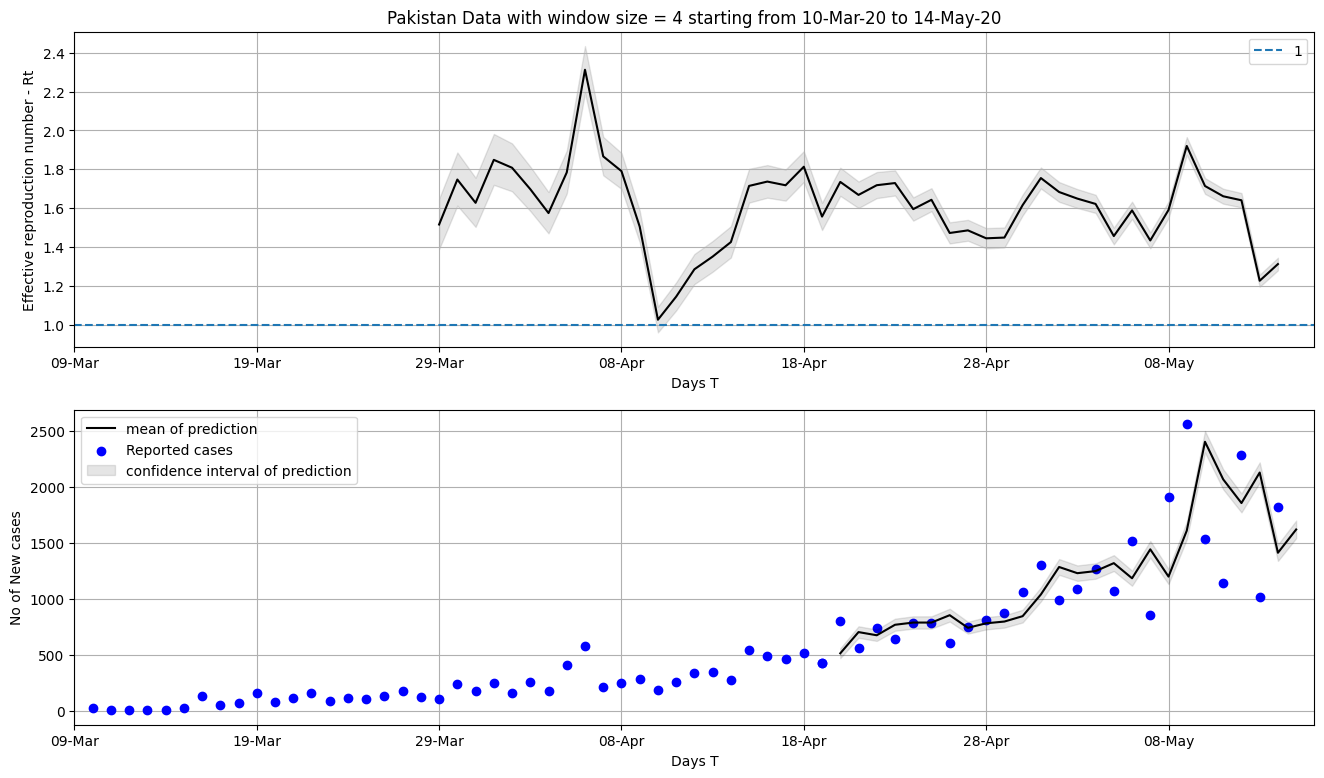 Pakistan Data with window size = 4 starting from 10-Mar-20 to 14-May-20
Effective reproduction number - Rt
2.4
2.2
2.0
1.8
1.6
1.4
1.2
1.0
1
09-Mar 19-Mar 29-Mar 08-Apr 18-Apr 28-Apr 08-May
Days T
No of New cases
2500
2000
1500
1000
500
0
mean of prediction
Reported cases
confidence interval of prediction
09-Mar 19-Mar 29-Mar 08-Apr 18-Apr 28-Apr 08-May
Days T